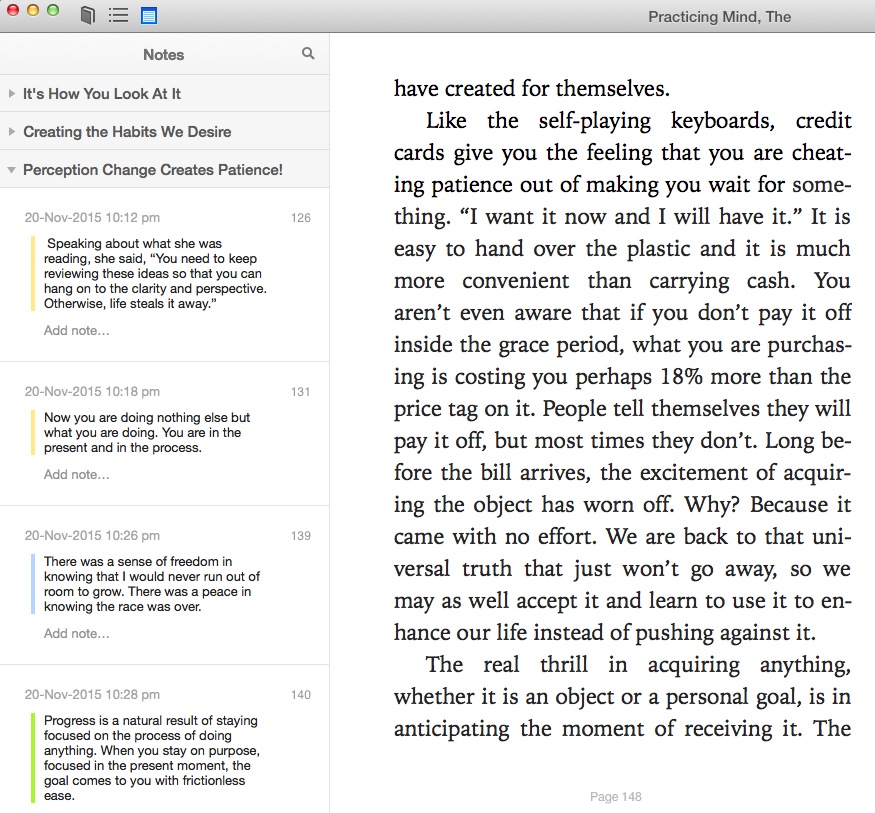 Practicing Mind, The
Notes
It's How You Look At It
Creating the Habits We Desire
Perception Change Creates Patience!
20-Nov-2015 10:12 pm 126
Speaking about what she was
reading, she said, “You need to keep
reviewing these ideas so that you can
hang on to the clarity and perspective.
Otherwise, life steals it away.”
Add note...
20-Nov-2015 10:18 pm 131
Now you are doing nothing else but
what you are doing. You are in the
present and in the process.
Add note...
20-Nov-2015 10:26 pm 139
There was a sense of freedom in
knowing that I would never run out of
room to grow. There was a peace in
knowing the race was over.
Add note...
20-Nov-2015 10:28 pm 140
Progress is a natural result of staying
focused on the process of doing
anything. When you stay on purpose,
focused in the present moment, the
goal comes to you with frictionless
ease.
have created for themselves.
Like the self-playing keyboards, credit
cards give you the feeling that you are cheat-
ing patience out of making you wait for some-
thing. “I want it now and I will have it.” It is
easy to hand over the plastic and it is much
more convenient than carrying cash. You
aren’t even aware that if you don’t pay it off
inside the grace period, what you are purchas-
ing is costing you perhaps 18% more than the
price tag on it. People tell themselves they will
pay it off, but most times they don’t. Long be-
fore the bill arrives, the excitement of acquir-
ing the object has worn off. Why? Because it
came with no effort. We are back to that uni-
versal truth that just won’t go away, so we
may as well accept it and learn to use it to en-
hance our life instead of pushing against it.
The real thrill in acquiring anything,
whether it is an object or a personal goal, is in
anticipating the moment of receiving it. The
Page 148